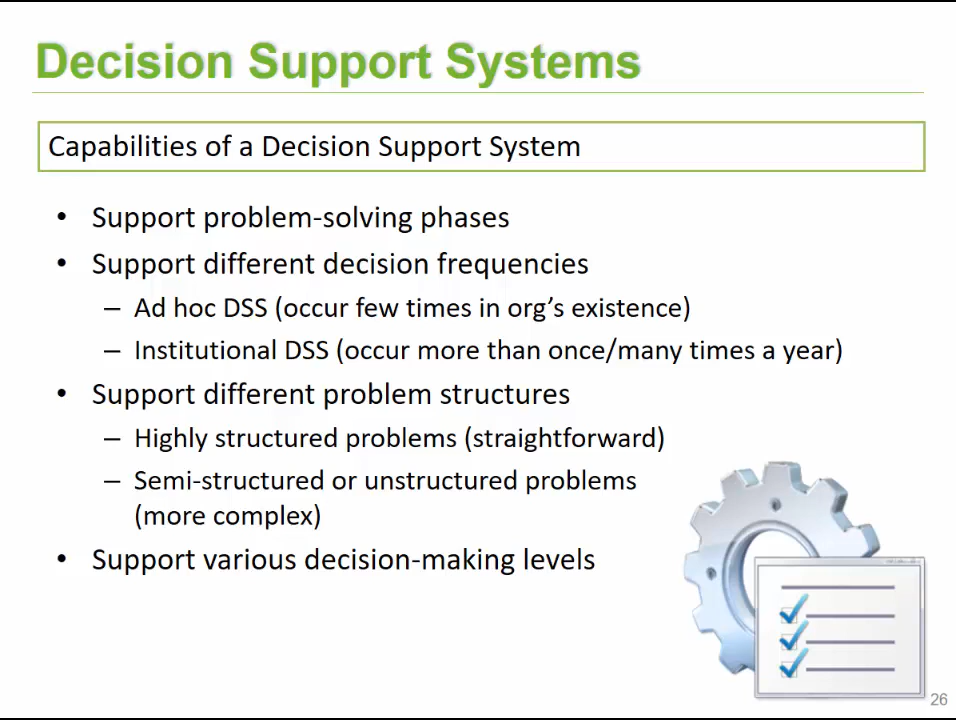 Decision Support Systems
Capabilities of a Decision Support System
• Support problem-solving phases
• Support different decision frequencies
– Ad hoc DSS (occur few times in org’s existence)
– Institutional DSS (occur more than once/many times a year)
• Support different problem structures
– Highly structured problems (straightforward)
– Semi-structured or unstructured problems
(more complex)
• Support various decision-making levels
26